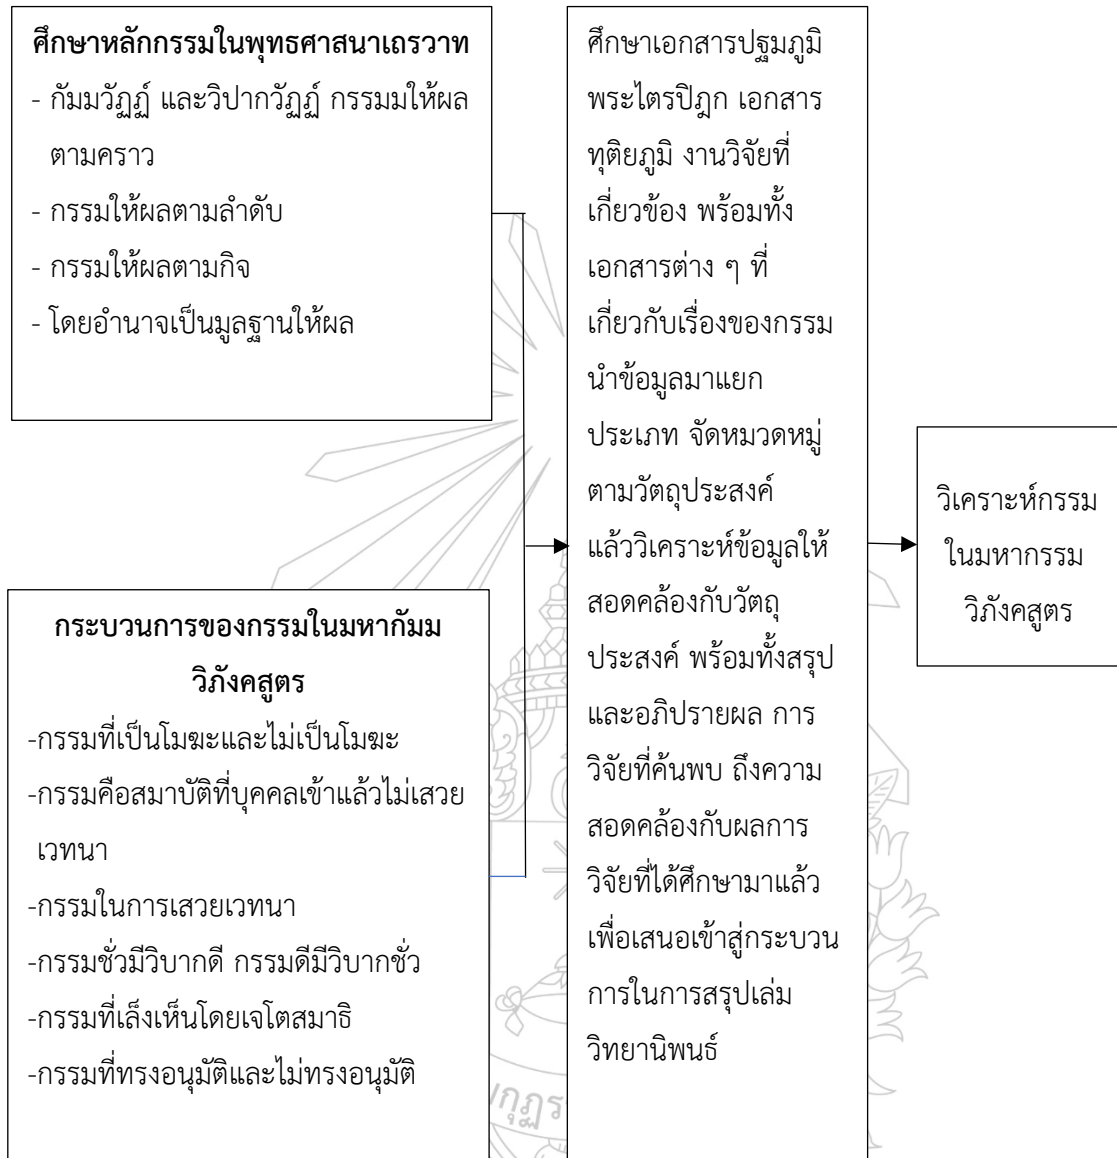 ศึกษาหลักกรรมในพุทธศาสนาเถรวาท
- กัมมวัฏฏ์ และวิปากวัฏฏ์ กรรมมให้ผล
ตามคราว
- กรรมให้ผลตามลำดับ
- กรรมให้ผลตามกิจ
- โดยอำนาจเป็นมูลฐานให้ผล
กระบวนการของกรรมในมหากัมม
วิภังคสูตร
-กรรมที่เป็นโมฆะและไม่เป็นโมฆะ
-กรรมคือสมาบัติที่บุคคลเข้าแล้วไม่เสวย
เวทนา
-กรรมในการเสวยเวทนา
-กรรมชั่วมีวิบากดี กรรมดีมีวิบากชั่ว
-กรรมที่เล็งเห็นโดยเจโตสมาธิ
-กรรมที่ทรงอนุมัติและไม่ทรงอนุมัติ
ศึกษาเอกสารปฐมภูมิ
พระไตรปิฎก เอกสาร
ทุติยภูมิ งานวิจัยที่
เกี่ยวข้อง พร้อมทั้ง
เอกสารต่าง ๆ ที่
เกี่ยวกับเรื่องของกรรม
นำข้อมูลมาแยก
ประเภท จัดหมวดหมู่
ตามวัตถุประสงค์
แล้ววิเคราะห์ข้อมูลให้
สอดคล้องกับวัตถุ
ประสงค์ พร้อมทั้งสรุป
และอภิปรายผล การ
วิจัยที่ค้นพบ ถึงความ
สอดคล้องกับผลการ
วิจัยที่ได้ศึกษามาแล้ว
เพื่อเสนอเข้าสู่กระบวน
การในการสรุปเล่ม
วิทยานิพนธ์
วิเคราะห์กรรม
ในมหากรรม
วิภังคสูตร